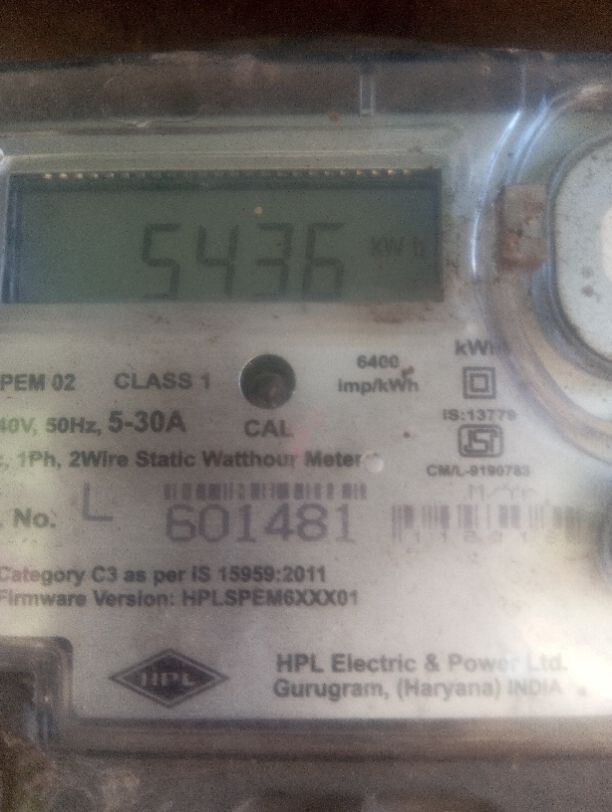 5436 kWh
PEM 02 CLASS 1 6400 imp/kWh kWh
40V, 50Hz, 5-30A CAL IS:13779
1Ph, 2Wire Static Watthour Meter CM/L-9190783
No. L 601481 M/Yr
Category C3 as per IS 15959:2011
Firmware Version: HPLSPEM6XXX01
HPL HPL Electric & Power Ltd.
Gurugram, (Haryana) INDIA